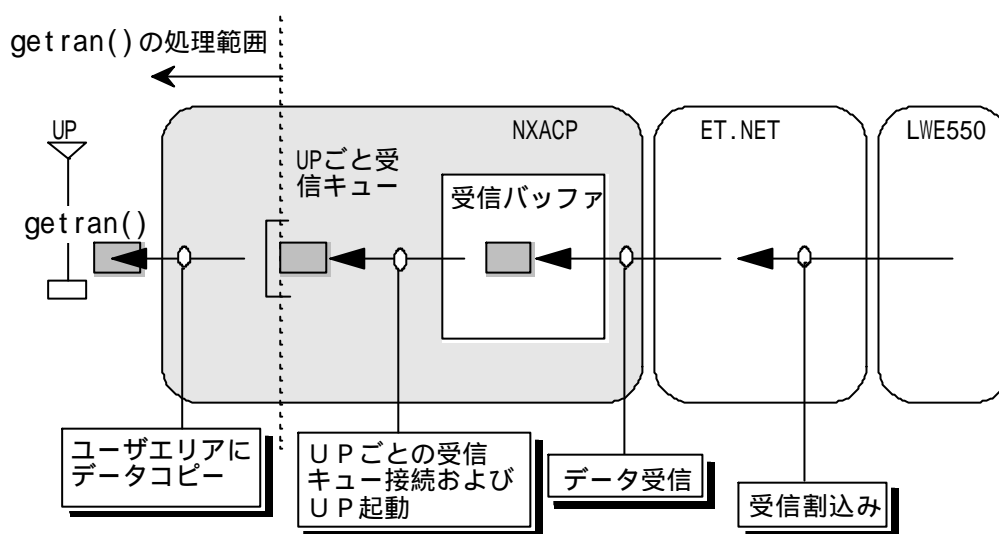 getran()の処理範囲
UP
NXACP
ET.NET
LWE550
UPごと受
信キュー
受信バッファ
getran()
ユーザエリアに
データコピー
ＵＰごとの受信
キュー接続および
ＵＰ起動
データ受信
受信割込み